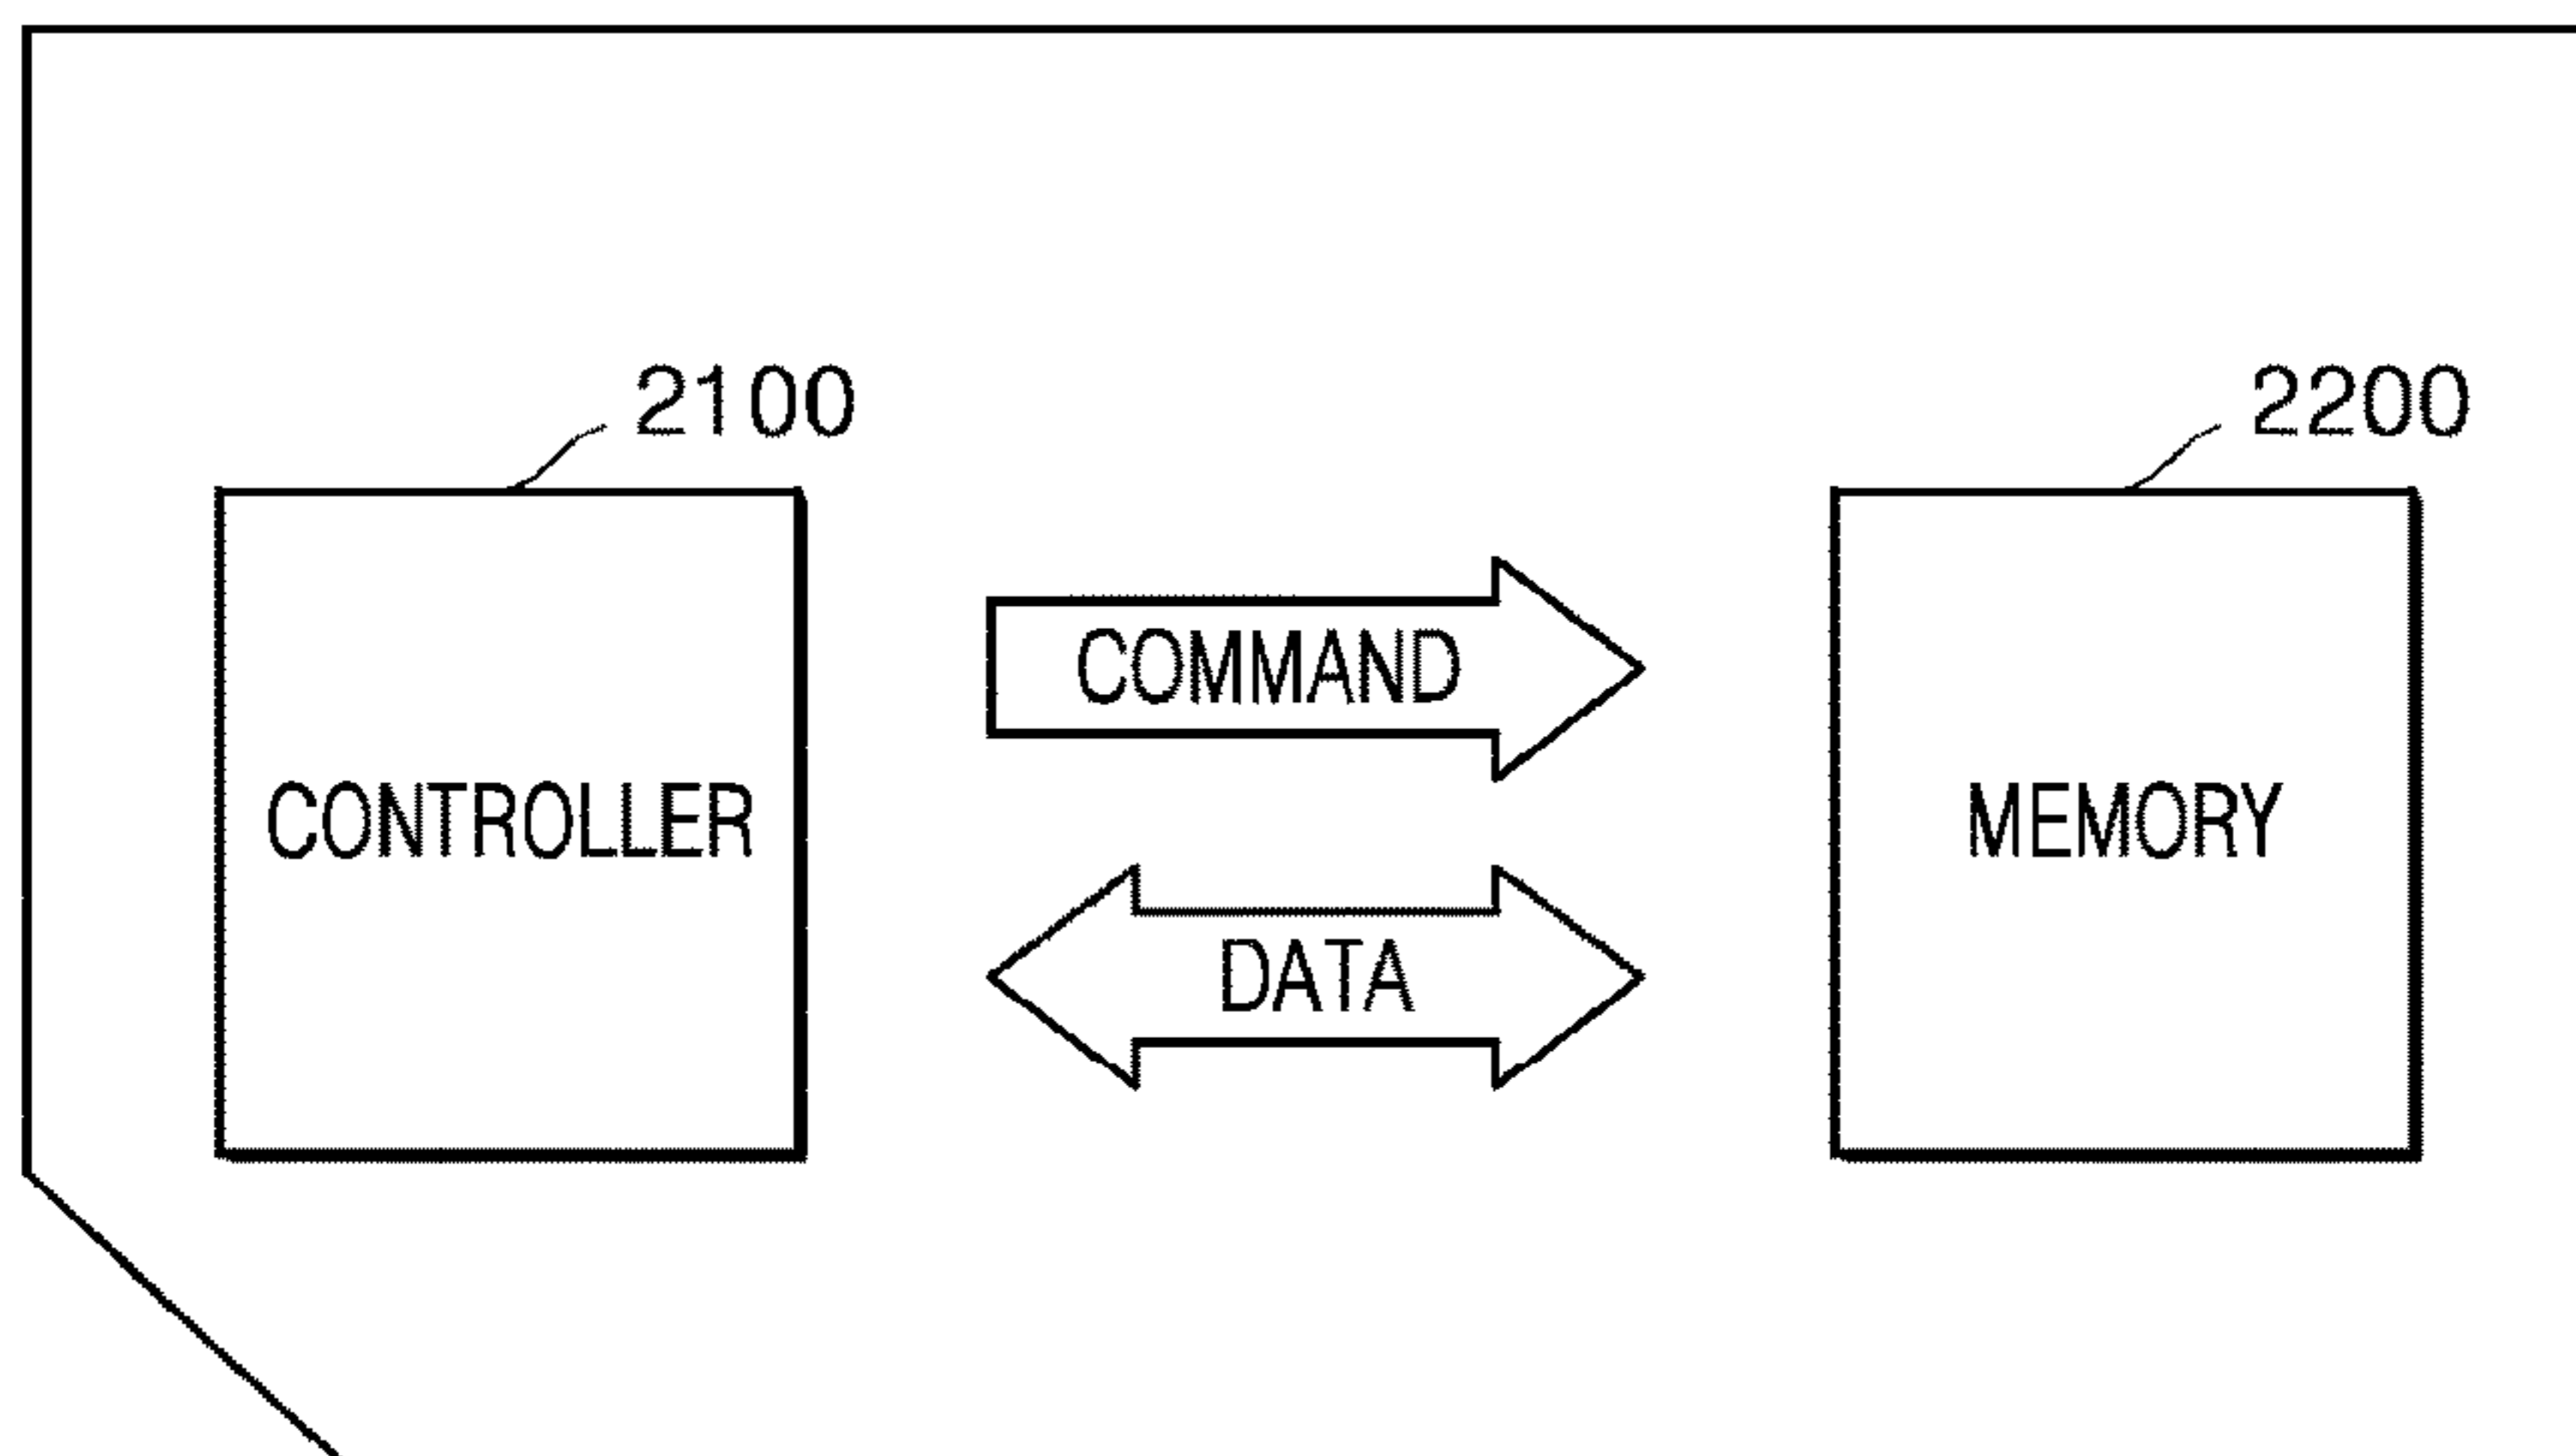 2100
2200
COMMAND
CONTROLLER
MEMORY
DATA